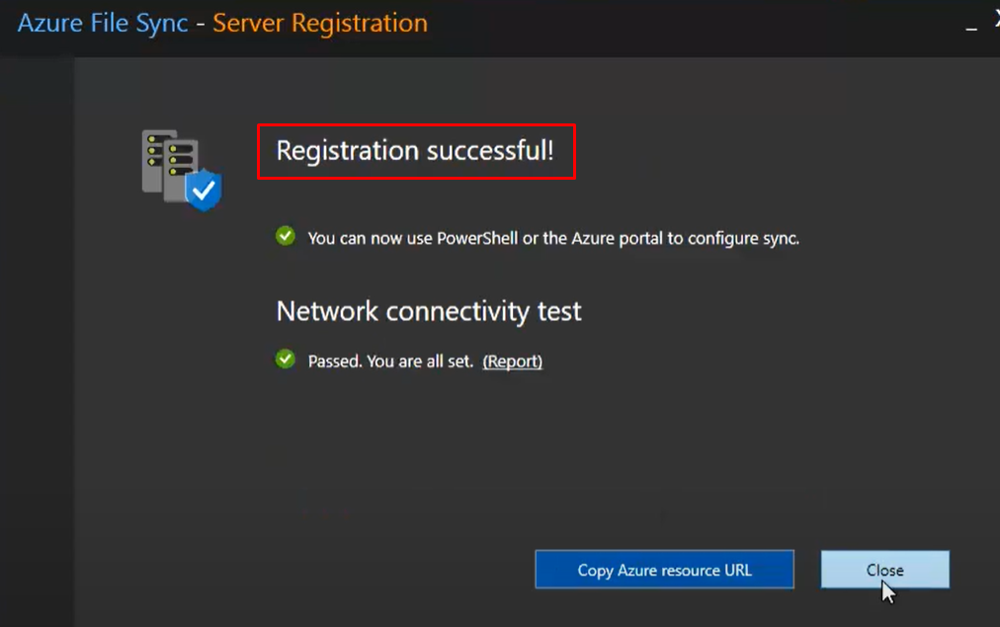 Azure File Sync - Server Registration
Registration successful!
You can now use PowerShell or the Azure portal to configure sync.
Network connectivity test
Passed. You are all set. (Report)
Copy Azure resource URL
Close